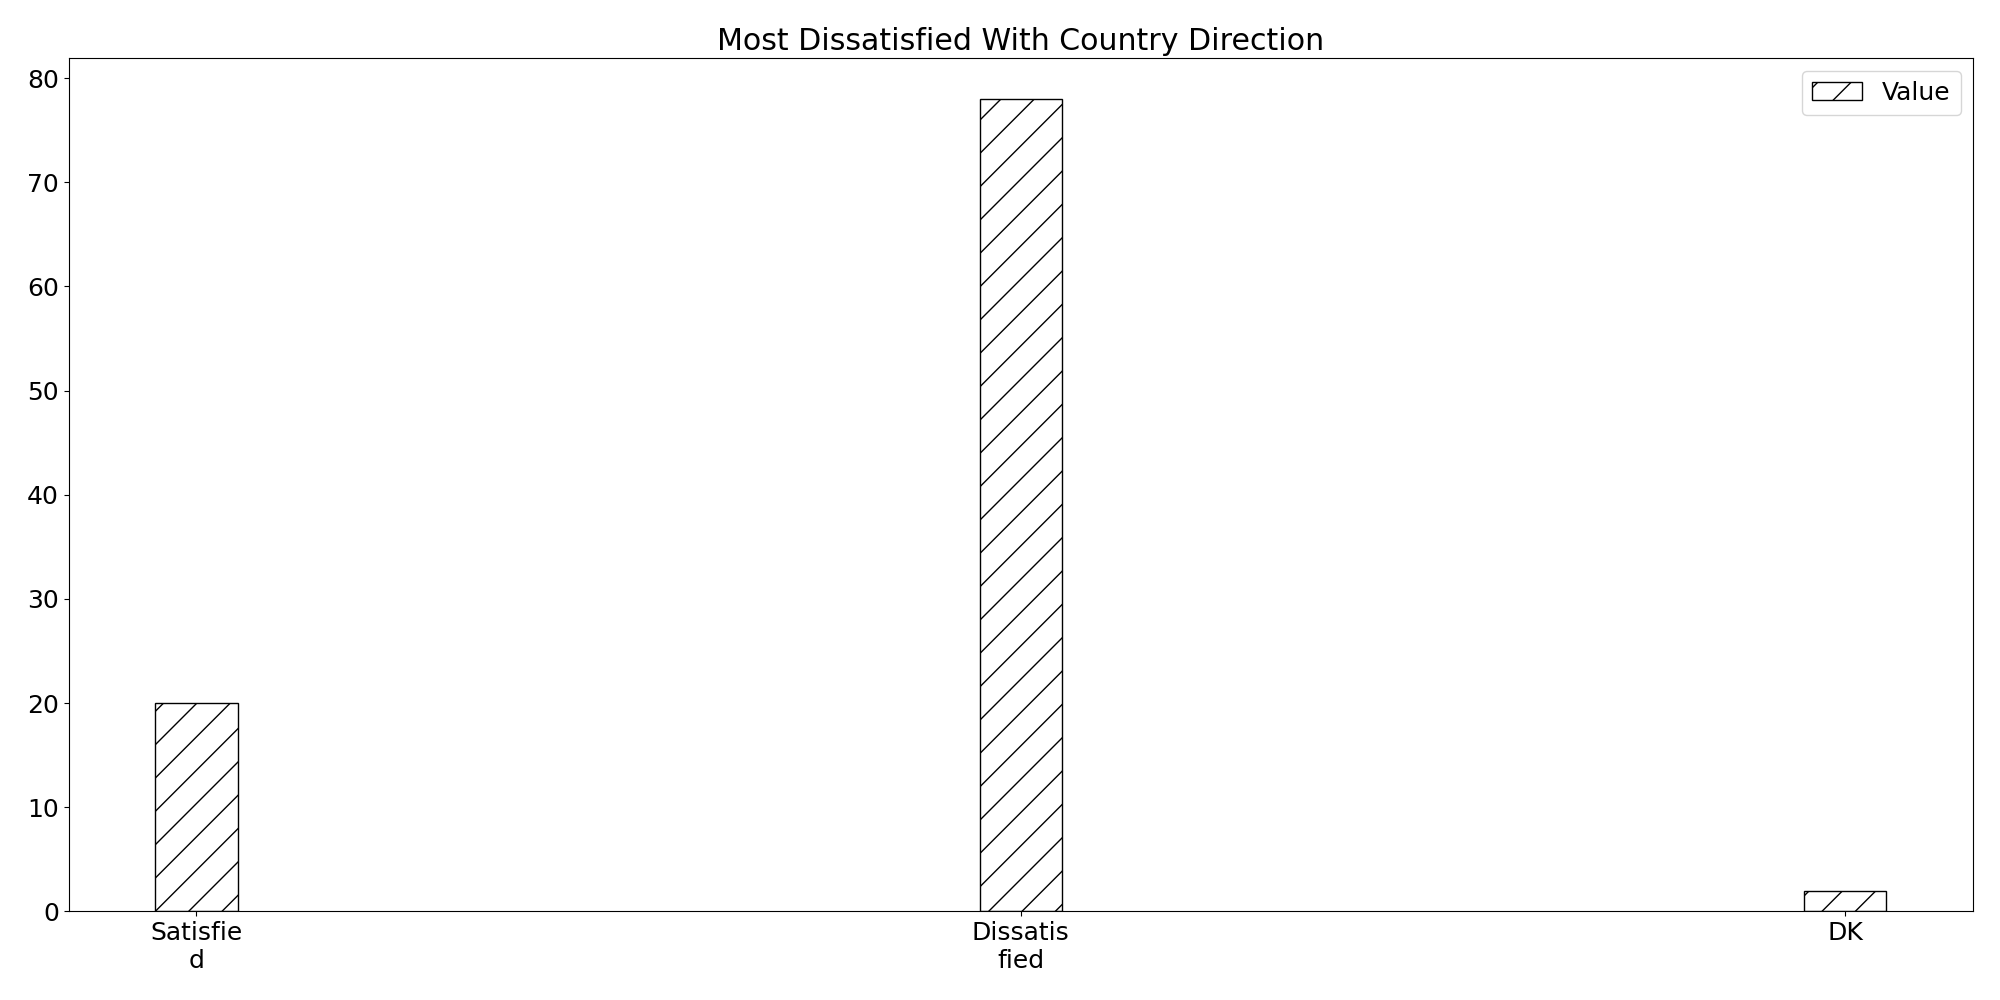 Most Dissatisfied With Country Direction
Value
80
70
60
50
40
30
20
10
0
Satisfie
d
Dissatis
fied
DK